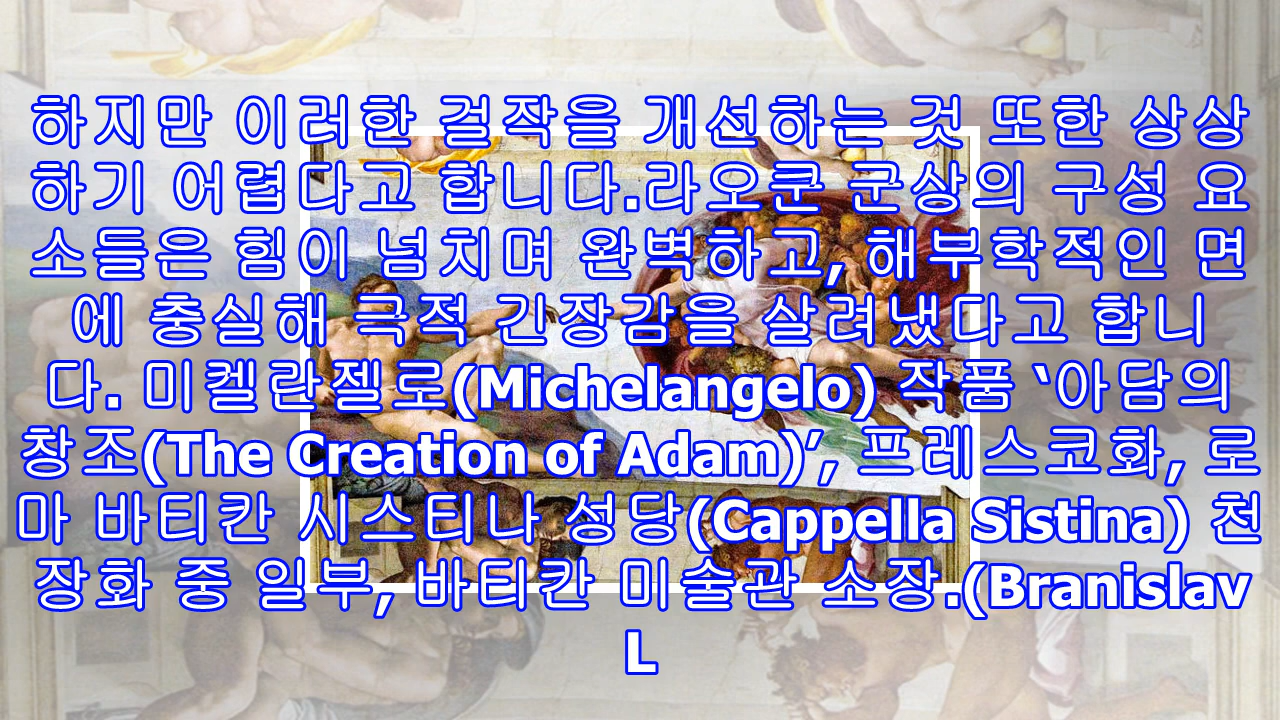 하지만 이러한 걸작을 개선하는 것 또한 상상
하기 어렵다고 합니다.라오쿤 군상의 구성 요
소들은 힘이 넘치며 완벽하고, 해부학적인 면
에 충실해 극적 긴장감을 살려냈다고 합니
다. 미켈란젤로(Michelangelo) 작품 ‘아담의
창조(The Creation of Adam)’, 프레스코화, 로
마 바티칸 시스티나 성당(Cappella Sistina) 천
장화 중 일부, 바티칸 미술관 소장.(Branislav
L